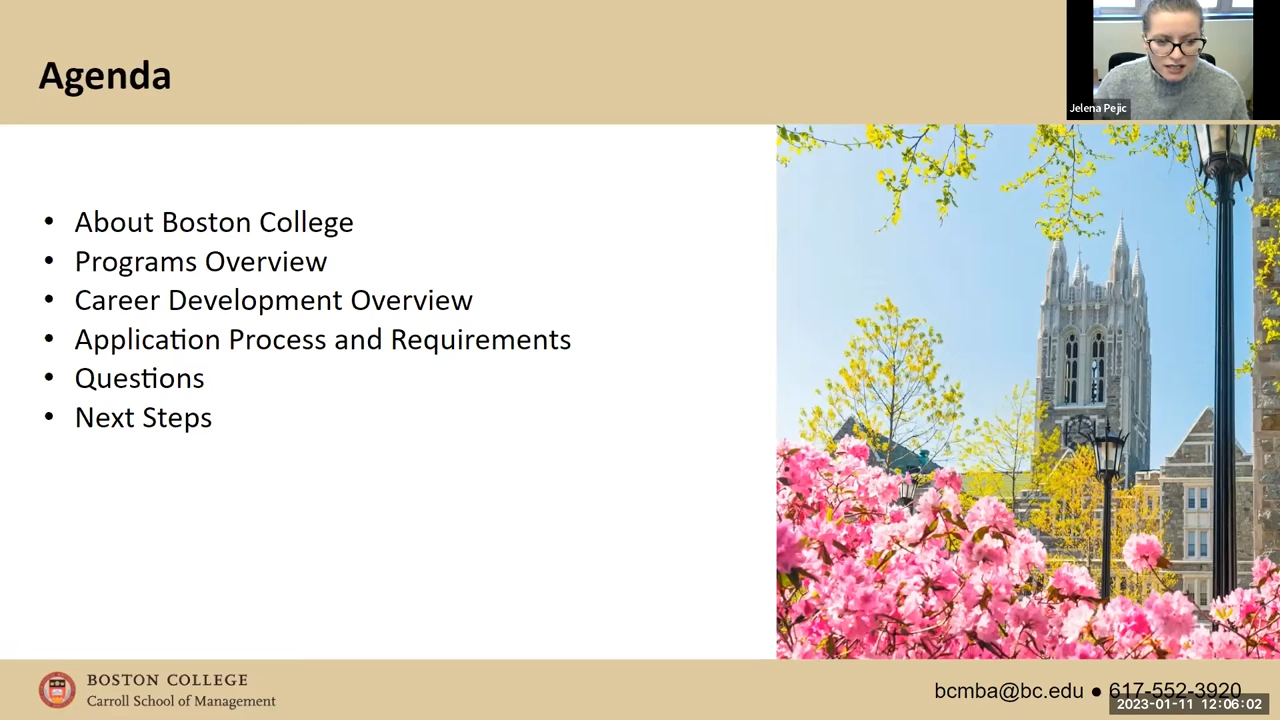 Agenda
Jelena Pejic
• About Boston College
• Programs Overview
• Career Development Overview
• Application Process and Requirements
• Questions
• Next Steps
BOSTON COLLEGE
Carroll School of Management
bcmba@bc.edu ● 617-552-3920
2023-01-11 12:06:02